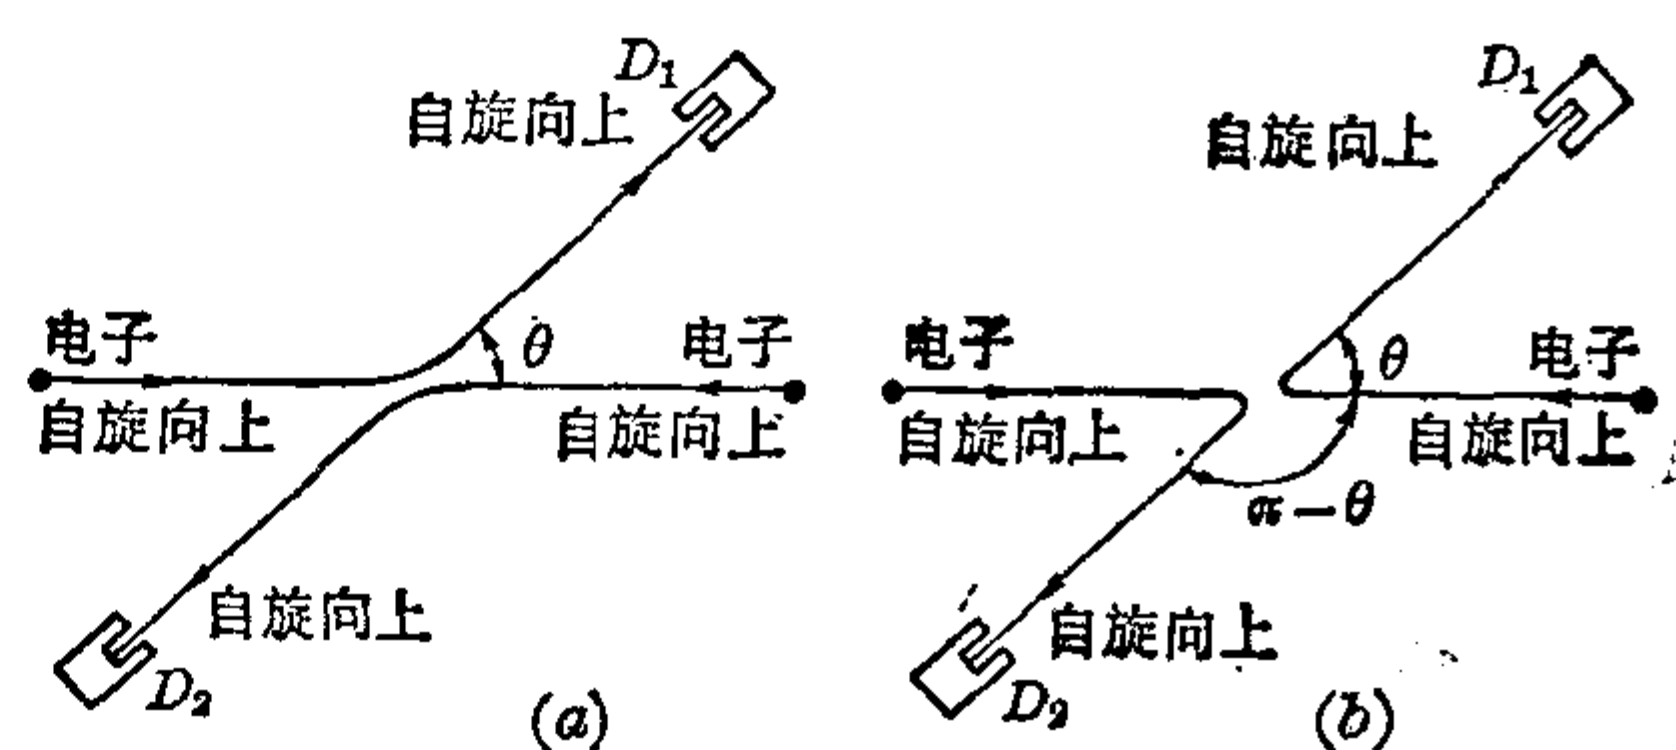 D₁
自旋向上
电子
θ
电子
自旋向上
自旋向上
自旋向上
D₂
(a)
D₁
自旋向上
电子
θ
电子
自旋向上
自旋向上
π-θ
自旋向上
D₂
(b)